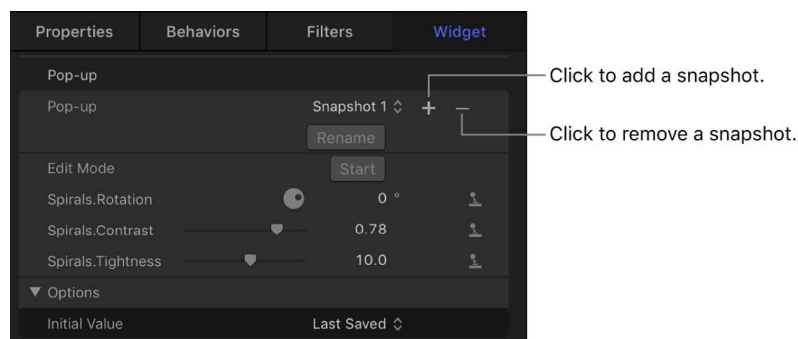 Properties Behaviors Filters Widget
Pop-up
Click to add a snapshot.
Pop-up Snapshot 1 + −
Click to remove a snapshot.
Rename
Edit Mode Start
Spirals.Rotation 0 °
Spirals.Contrast 0.78
Spirals.Tightness 10.0
Options
Initial Value Last Saved